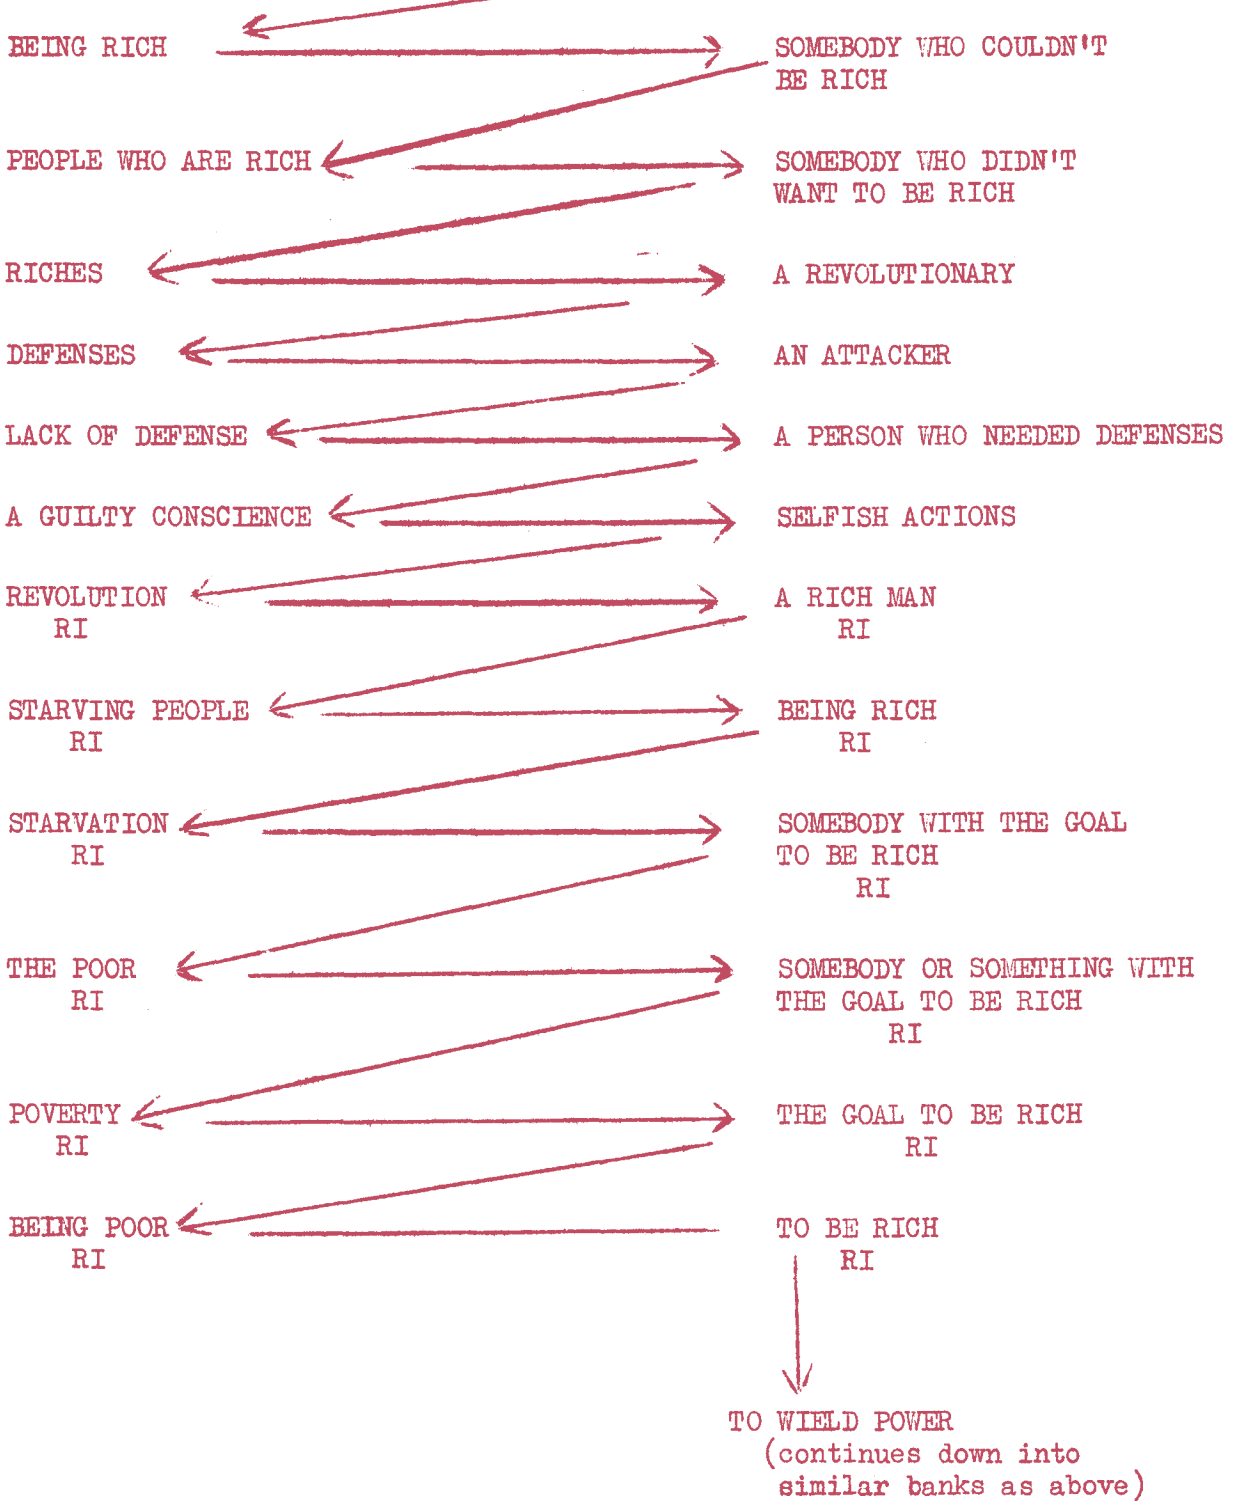 BEING RICH
SOMEBODY WHO COULDN'T
BE RICH
PEOPLE WHO ARE RICH
SOMEBODY WHO DIDN'T
WANT TO BE RICH
RICHES
A REVOLUTIONARY
DEFENSES
AN ATTACKER
LACK OF DEFENSE
A PERSON WHO NEEDED DEFENSES
A GUILTY CONSCIENCE
SELFISH ACTIONS
REVOLUTION
RI
A RICH MAN
RI
STARVING PEOPLE
RI
BEING RICH
RI
STARVATION
RI
SOMEBODY WITH THE GOAL
TO BE RICH
RI
THE POOR
RI
SOMEBODY OR SOMETHING WITH
THE GOAL TO BE RICH
RI
POVERTY
RI
THE GOAL TO BE RICH
RI
BEING POOR
RI
TO BE RICH
RI
TO WIELD POWER
(continues down into
similar banks as above)